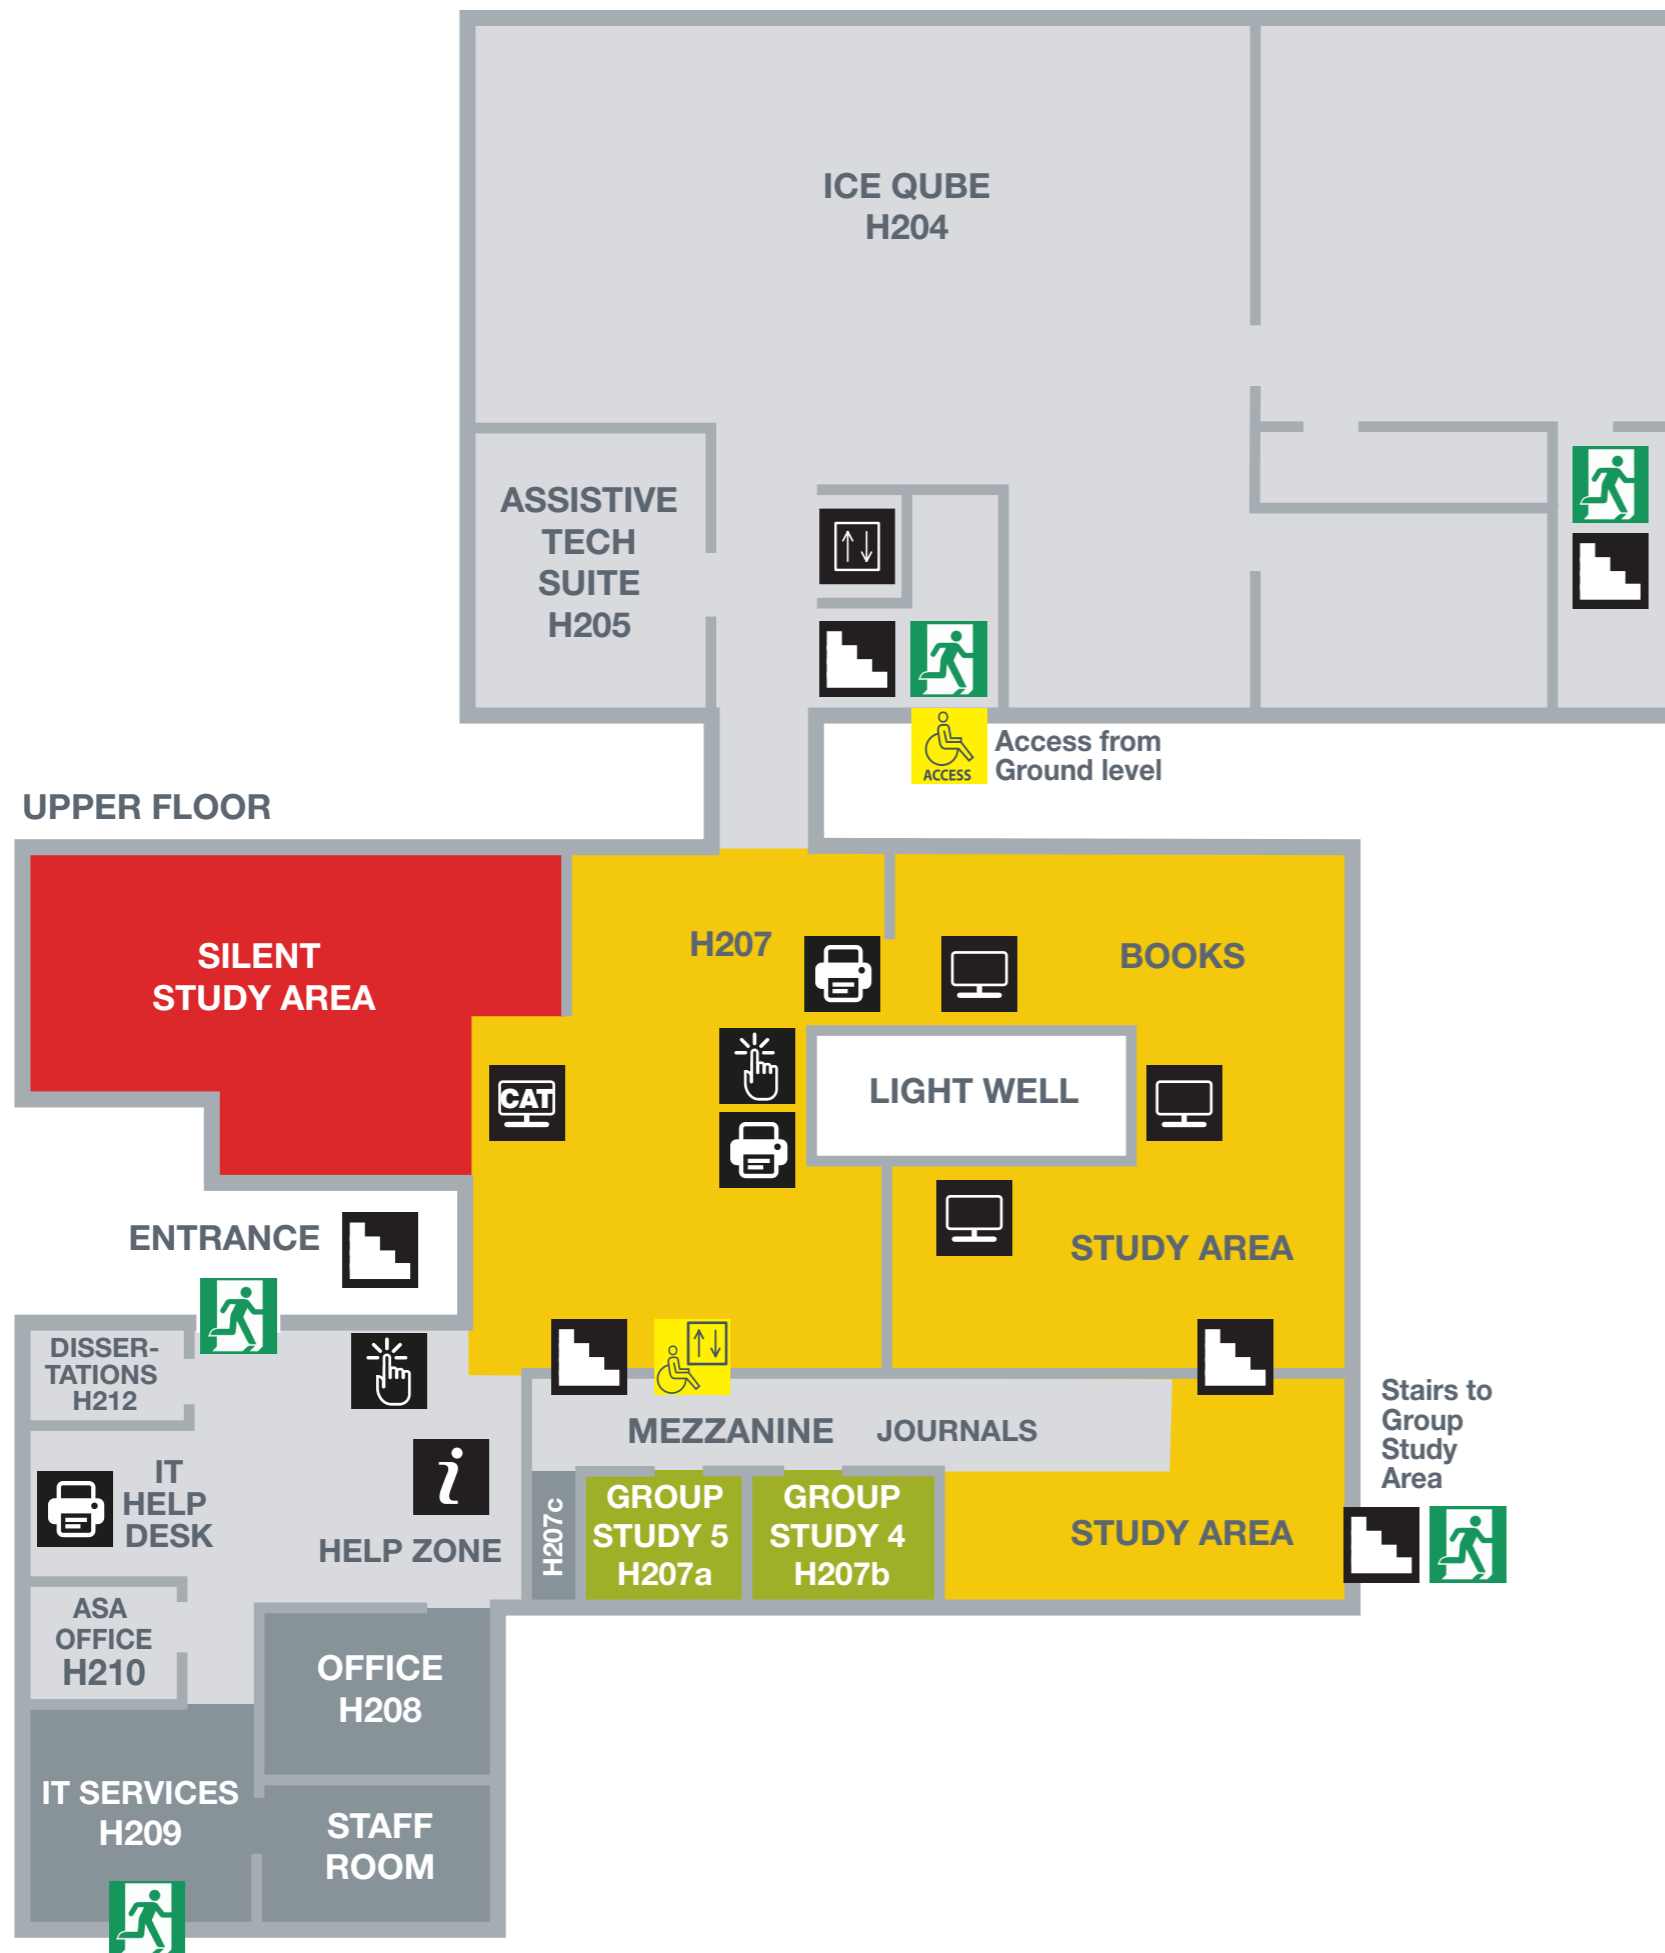 ICE QUBE
H204
ASSISTIVE
TECH
SUITE
H205
ACCESS
Access from
Ground level
UPPER FLOOR
SILENT
STUDY AREA
H207
BOOKS
CAT
LIGHT WELL
ENTRANCE
STUDY AREA
DISSER-
TATIONS
H212
MEZZANINE
JOURNALS
Stairs to
Group
Study
Area
IT
HELP
DESK
i
HELP ZONE
H207c
GROUP
STUDY 5
H207a
GROUP
STUDY 4
H207b
STUDY AREA
ASA
OFFICE
H210
OFFICE
H208
IT SERVICES
H209
STAFF
ROOM